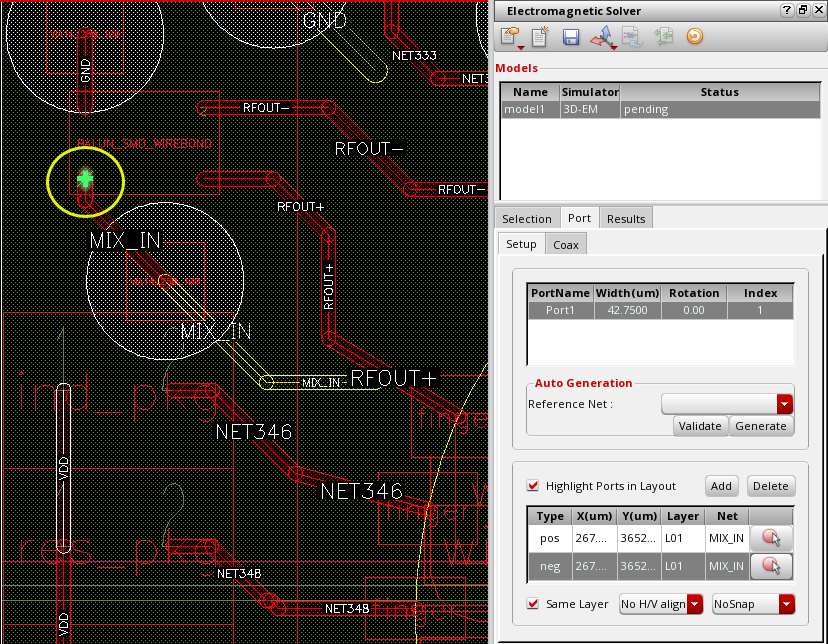 GND
GND
NET333
NET3
RFOUT-
BALUN_SMD_WIREBOND
RFOUT-
RFOUT-
RFOUT+
MIX_IN
RFOUT+
MIX_IN
MIX_IN
RFOUT+
ind_pkg
NET346
VDD
NET346
NET348
NET348
VDD
Electromagnetic Solver
Models
Name Simulator Status
model1 3D-EM pending
Selection Port Results
Setup Coax
PortName Width(um) Rotation Index
Port1 42.7500 0.00 1
Auto Generation
Reference Net :
Validate Generate
Highlight Ports in Layout Add Delete
Type X(um) Y(um) Layer Net
pos 267.... 3652... L01 MIX_IN
neg 267.... 3652... L01 MIX_IN
Same Layer No H/V align NoSnap